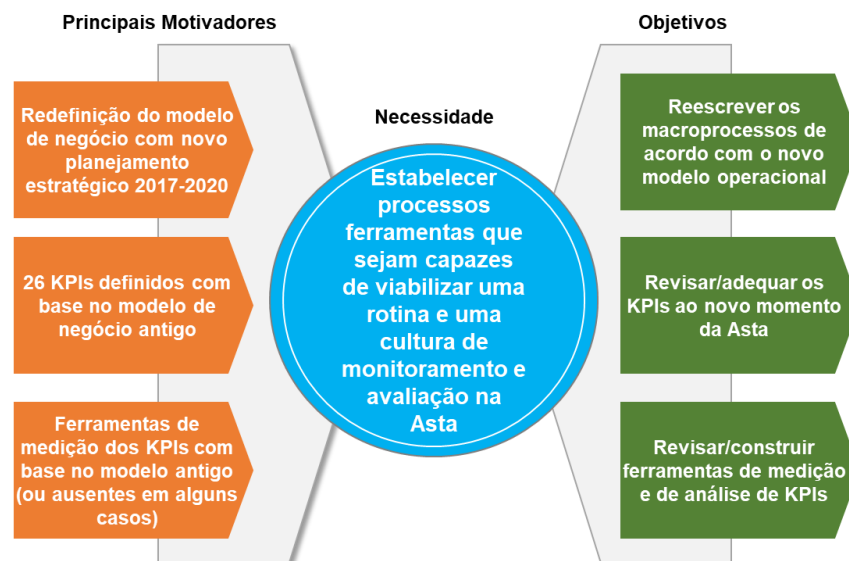 Principais Motivadores
Redefinição do modelo
de negócio com novo
planejamento
estratégico 2017-2020
26 KPIs definidos com
base no modelo de
negócio antigo
Ferramentas de
medição dos KPIs com
base no modelo antigo
(ou ausentes em alguns
casos)
Necessidade
Estabelecer
processos
ferramentas que
sejam capazes
de viabilizar uma
rotina e uma
cultura de
monitoramento e
avaliação na
Asta
Objetivos
Reescrever os
macroprocessos de
acordo com o novo
modelo operacional
Revisar/adequar os
KPIs ao novo momento
da Asta
Revisar/construir
ferramentas de medição
e de análise de KPIs